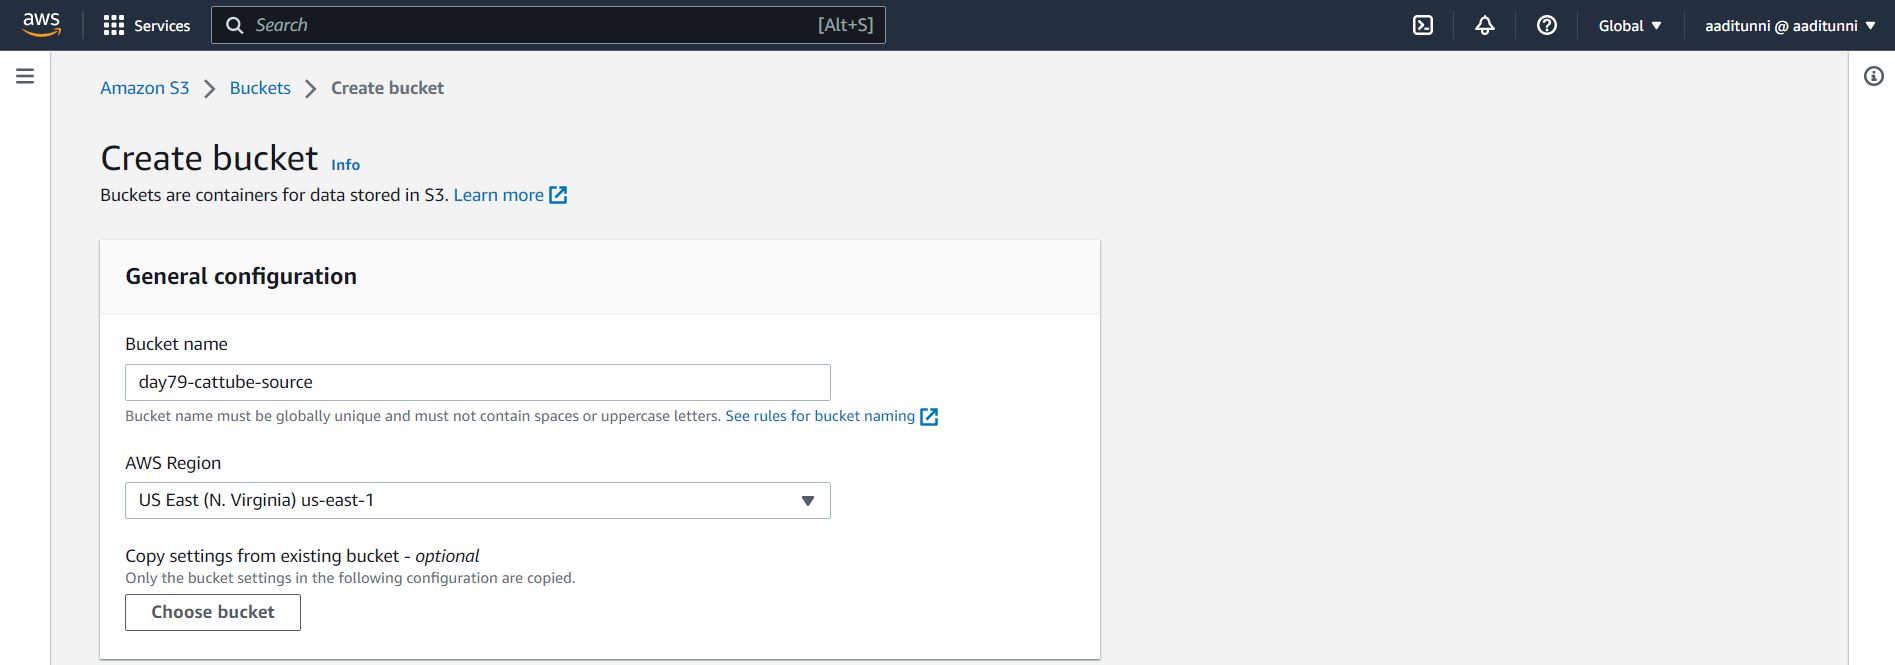 aws Services Search [Alt+S] Global aaditunni @ aaditunni
Amazon S3 Buckets Create bucket
Create bucket Info
Buckets are containers for data stored in S3. Learn more
General configuration
Bucket name
day79-cattube-source
Bucket name must be globally unique and must not contain spaces or uppercase letters. See rules for bucket naming
AWS Region
US East (N. Virginia) us-east-1
Copy settings from existing bucket - optional
Only the bucket settings in the following configuration are copied.
Choose bucket